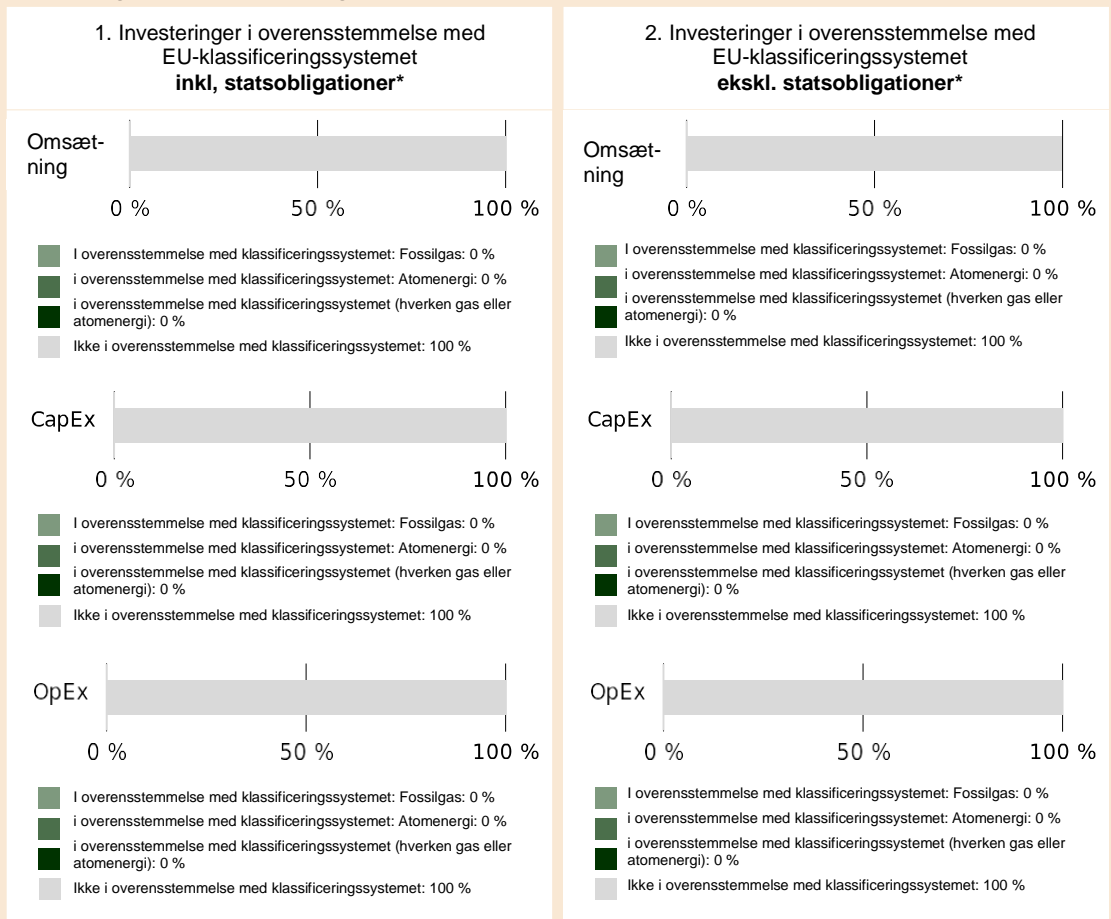 1. Investeringer i overensstemmelse med
EU-klassificeringssystemet
inkl, statsobligationer*
Omsæt-
ning
0 %
50 %
100 %
I overensstemmelse med klassificeringssystemet: Fossilgas: 0 %
i overensstemmelse med klassificeringssystemet: Atomenergi: 0 %
i overensstemmelse med klassificeringssystemet (hverken gas eller
atomenergi): 0 %
Ikke i overensstemmelse med klassificeringssystemet: 100 %
CapEx
0 %
50 %
100 %
I overensstemmelse med klassificeringssystemet: Fossilgas: 0 %
i overensstemmelse med klassificeringssystemet: Atomenergi: 0 %
i overensstemmelse med klassificeringssystemet (hverken gas eller
atomenergi): 0 %
Ikke i overensstemmelse med klassificeringssystemet: 100 %
OpEx
0 %
50 %
100 %
I overensstemmelse med klassificeringssystemet: Fossilgas: 0 %
i overensstemmelse med klassificeringssystemet: Atomenergi: 0 %
i overensstemmelse med klassificeringssystemet (hverken gas eller
atomenergi): 0 %
Ikke i overensstemmelse med klassificeringssystemet: 100 %
2. Investeringer i overensstemmelse med
EU-klassificeringssystemet
ekskl. statsobligationer*
Omsæt-
ning
0 %
50 %
100 %
I overensstemmelse med klassificeringssystemet: Fossilgas: 0 %
i overensstemmelse med klassificeringssystemet: Atomenergi: 0 %
i overensstemmelse med klassificeringssystemet (hverken gas eller
atomenergi): 0 %
Ikke i overensstemmelse med klassificeringssystemet: 100 %
CapEx
0 %
50 %
100 %
I overensstemmelse med klassificeringssystemet: Fossilgas: 0 %
i overensstemmelse med klassificeringssystemet: Atomenergi: 0 %
i overensstemmelse med klassificeringssystemet (hverken gas eller
atomenergi): 0 %
Ikke i overensstemmelse med klassificeringssystemet: 100 %
OpEx
0 %
50 %
100 %
I overensstemmelse med klassificeringssystemet: Fossilgas: 0 %
i overensstemmelse med klassificeringssystemet: Atomenergi: 0 %
i overensstemmelse med klassificeringssystemet (hverken gas eller
atomenergi): 0 %
Ikke i overensstemmelse med klassificeringssystemet: 100 %